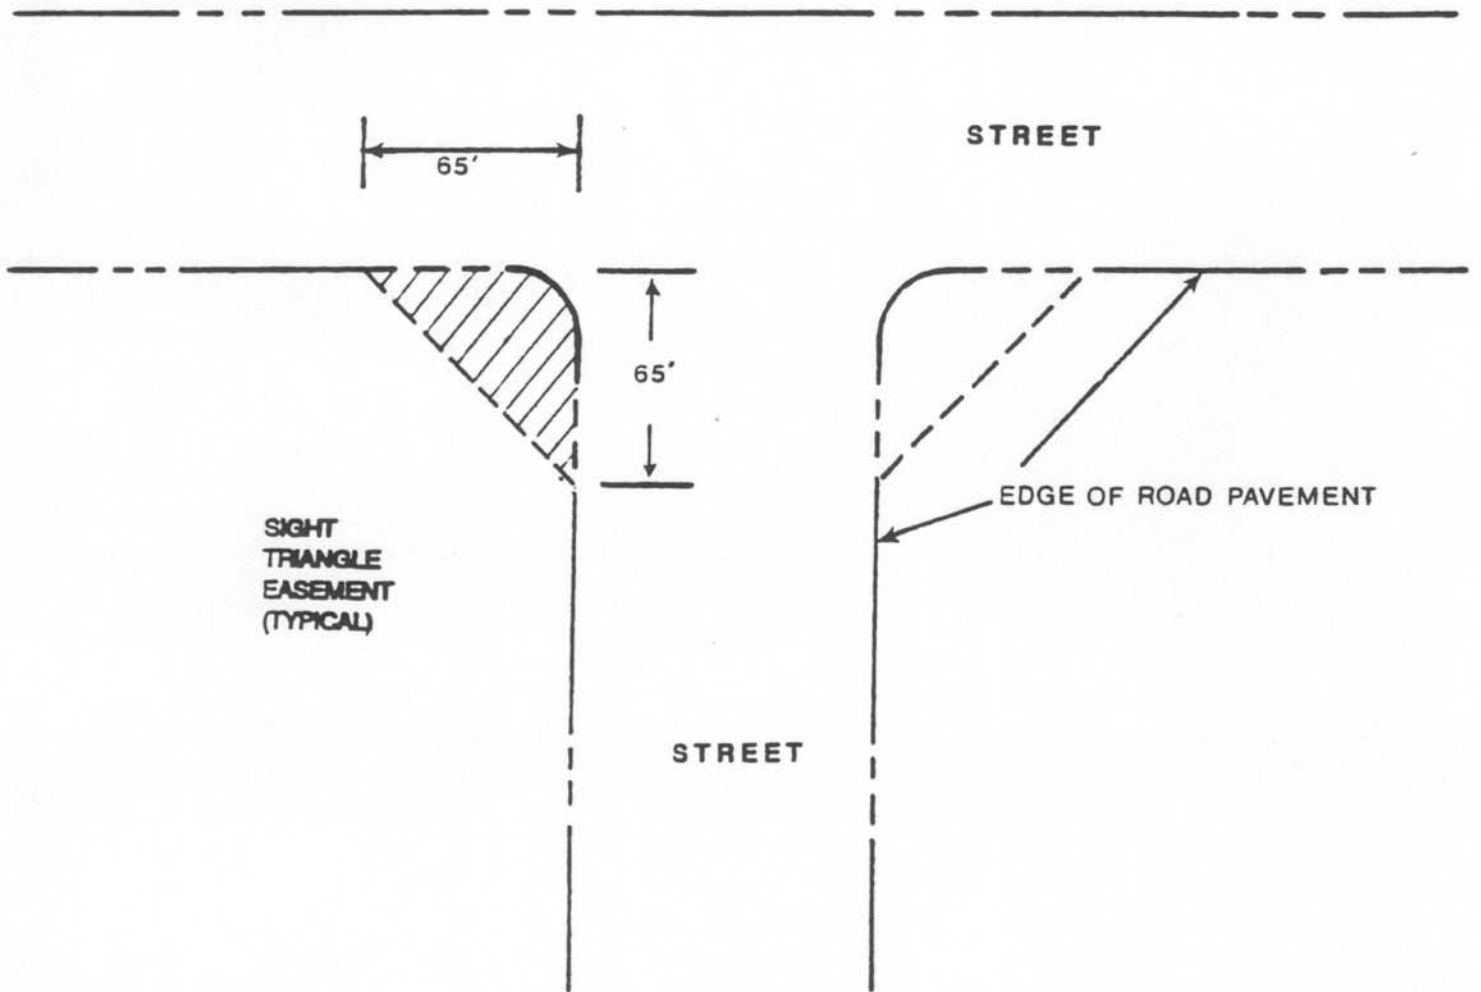 STREET
65'
65'
EDGE OF ROAD PAVEMENT
SIGHT
TRIANGLE
EASEMENT
(TYPICAL)
STREET